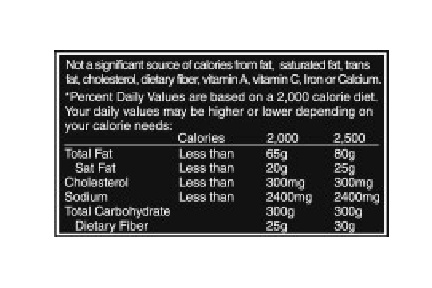 Not a significant source of calories from fat, saturated fat, trans
fat, cholesterol, dietary fiber, vitamin A, vitamin C, Iron or Calcium.
*Percent Daily Values are based on a 2,000 calorie diet.
Your daily values may be higher or lower depending on
your calorie needs:
Calories 2,000 2,500
Total Fat Less than 65g 80g
Sat Fat Less than 20g 25g
Cholesterol Less than 300mg 300mg
Sodium Less than 2400mg 2400mg
Total Carbohydrate 300g 300g
Dietary Fiber 25g 30g